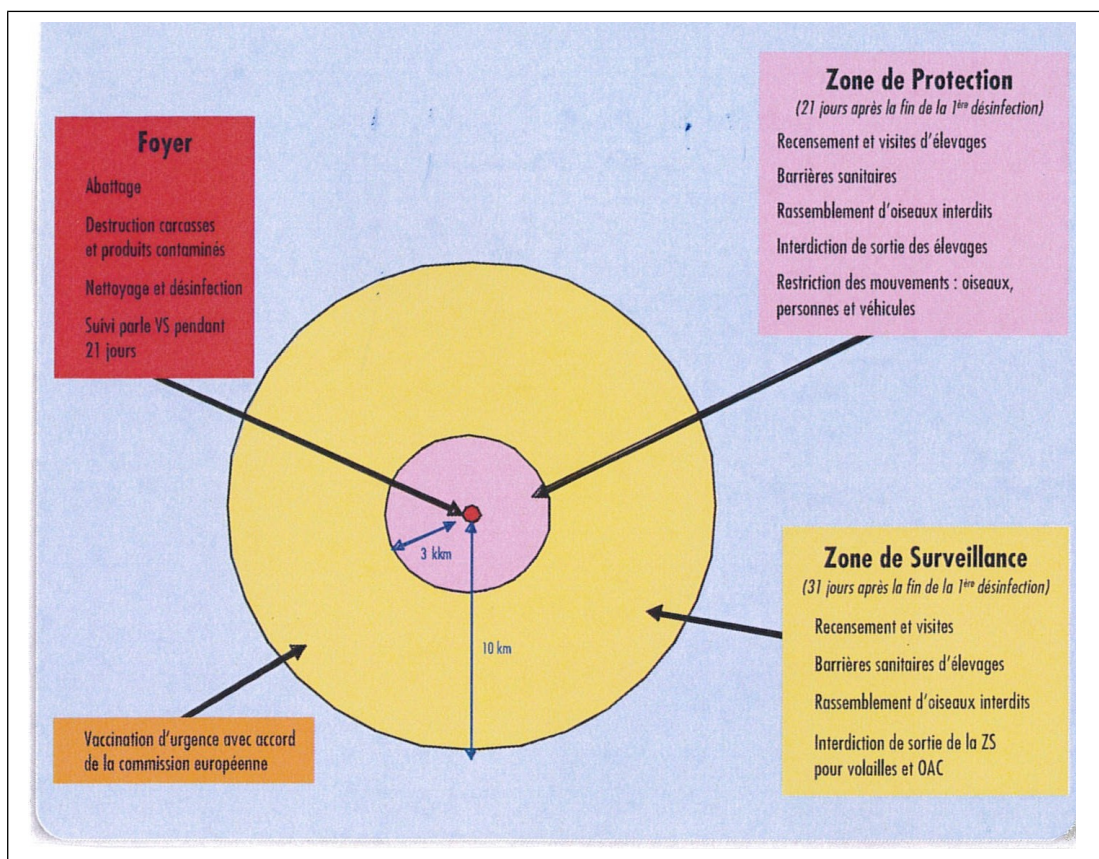 Foyer
Abattage
Destruction carcasses
et produits contaminés
Nettoyage et désinfection
Suivi parle VS pendant
21 jours
Zone de Protection
(21 jours après la fin de la 1ère désinfection)
Recensement et visites d'élevages
Barrières sanitaires
Rassemblement d'oiseaux interdits
Interdiction de sortie des élevages
Restriction des mouvements : oiseaux,
personnes et véhicules
3 kkm
10 km
Zone de Surveillance
(31 jours après la fin de la 1ère désinfection)
Recensement et visites
Barrières sanitaires d'élevages
Rassemblement d'oiseaux interdits
Interdiction de sortie de la ZS
pour volailles et OAC
Vaccination d'urgence avec accord
de la commission européenne